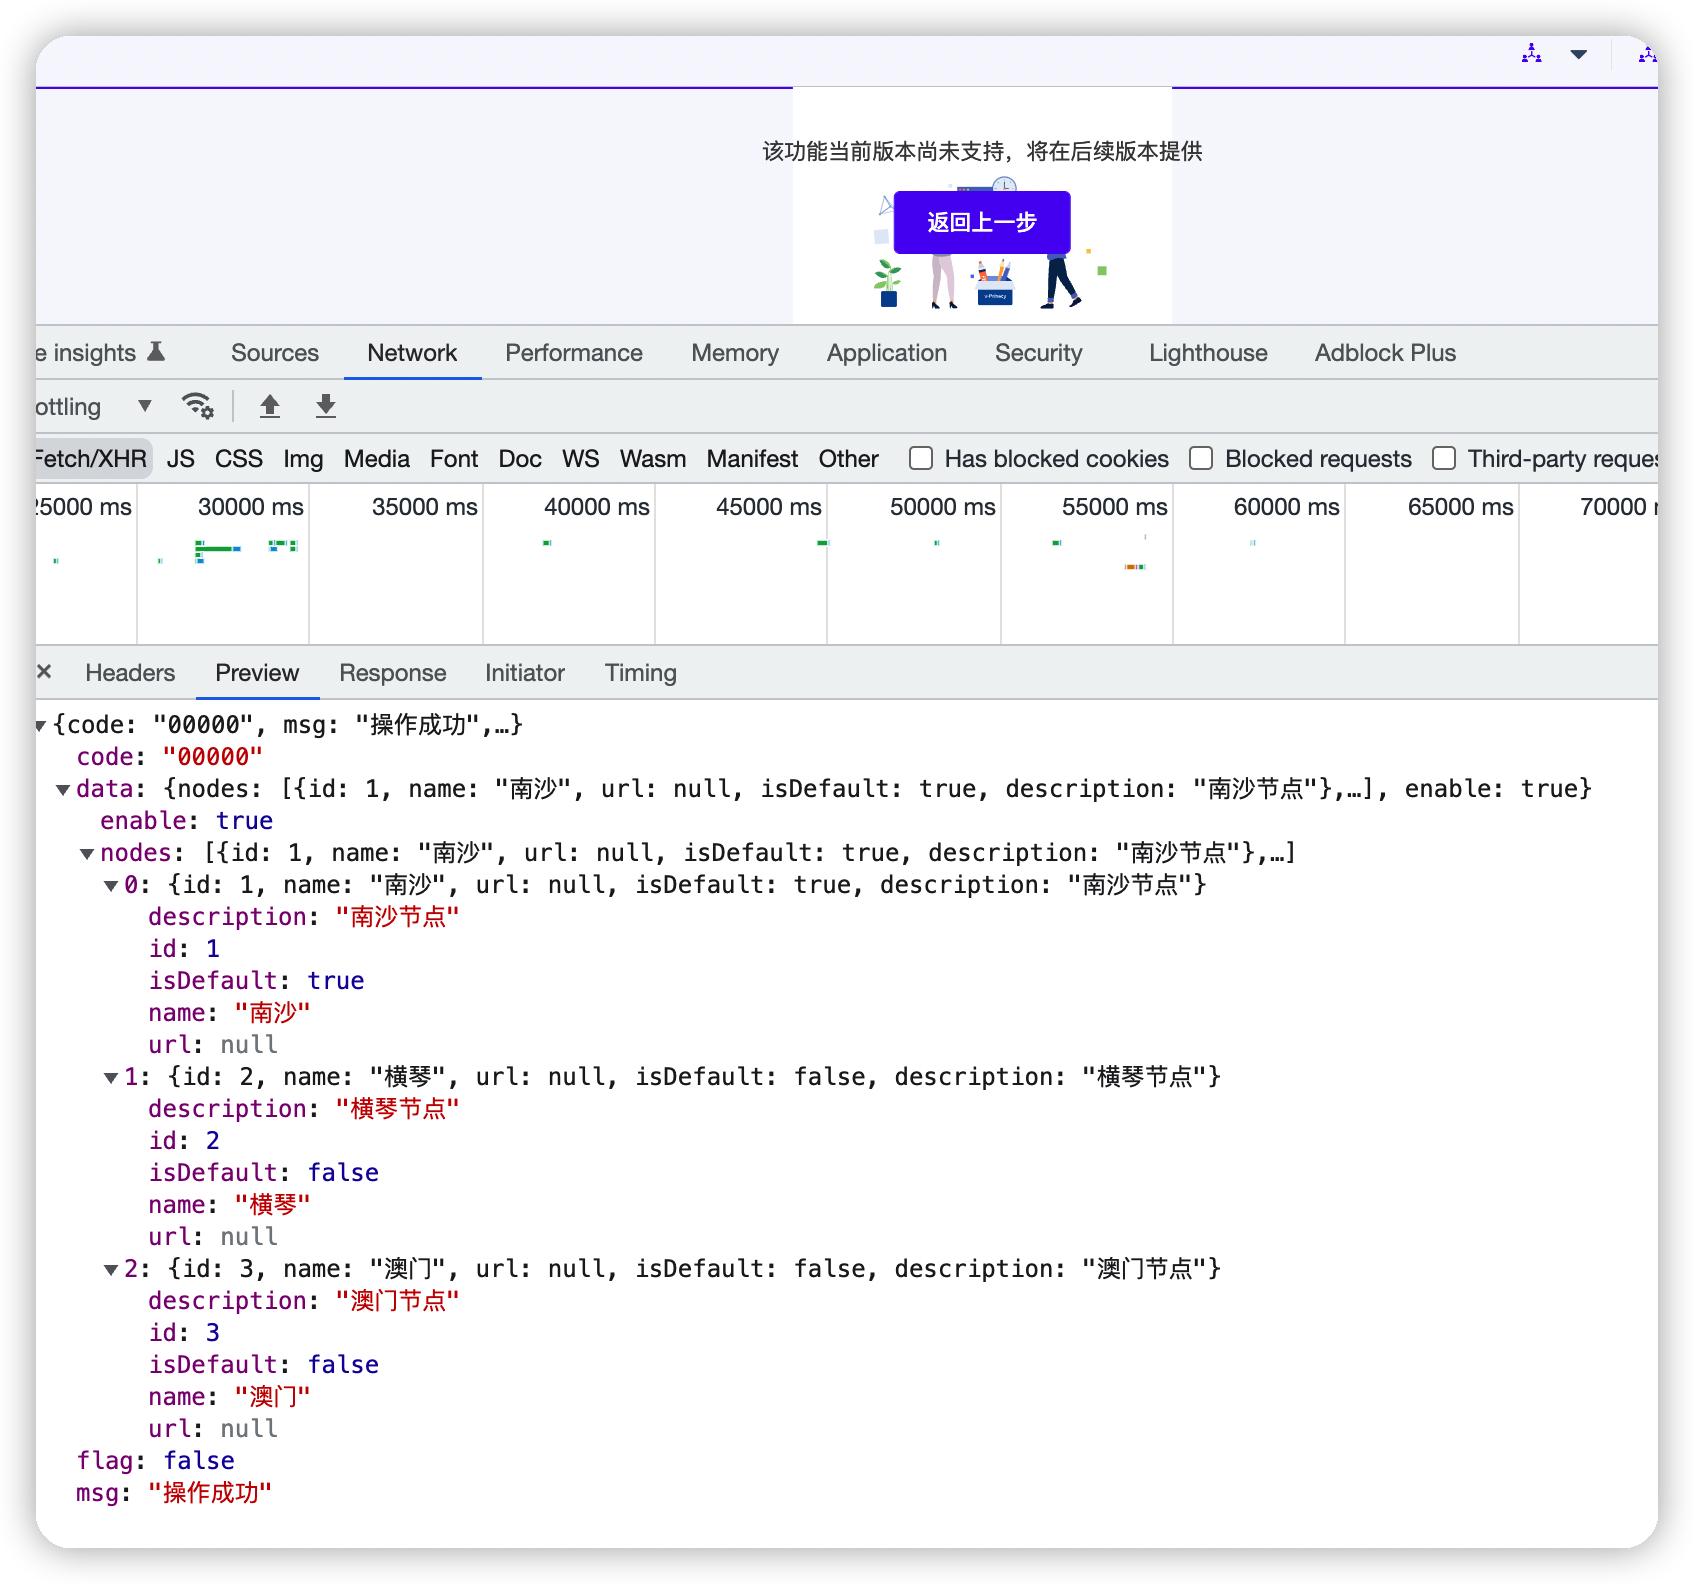 该功能当前版本尚未支持，将在后续版本提供
返回上一步
v-Privacy
e insights Sources Network Performance Memory Application Security Lighthouse Adblock Plus
ottling
Fetch/XHR JS CSS Img Media Font Doc WS Wasm Manifest Other Has blocked cookies Blocked requests Third-party reques
25000 ms 30000 ms 35000 ms 40000 ms 45000 ms 50000 ms 55000 ms 60000 ms 65000 ms 70000 m
× Headers Preview Response Initiator Timing
{code: "00000", msg: "操作成功",…}
code: "00000"
data: {nodes: [{id: 1, name: "南沙", url: null, isDefault: true, description: "南沙节点"},…], enable: true}
enable: true
nodes: [{id: 1, name: "南沙", url: null, isDefault: true, description: "南沙节点"},…]
0: {id: 1, name: "南沙", url: null, isDefault: true, description: "南沙节点"}
description: "南沙节点"
id: 1
isDefault: true
name: "南沙"
url: null
1: {id: 2, name: "横琴", url: null, isDefault: false, description: "横琴节点"}
description: "横琴节点"
id: 2
isDefault: false
name: "横琴"
url: null
2: {id: 3, name: "澳门", url: null, isDefault: false, description: "澳门节点"}
description: "澳门节点"
id: 3
isDefault: false
name: "澳门"
url: null
flag: false
msg: "操作成功"